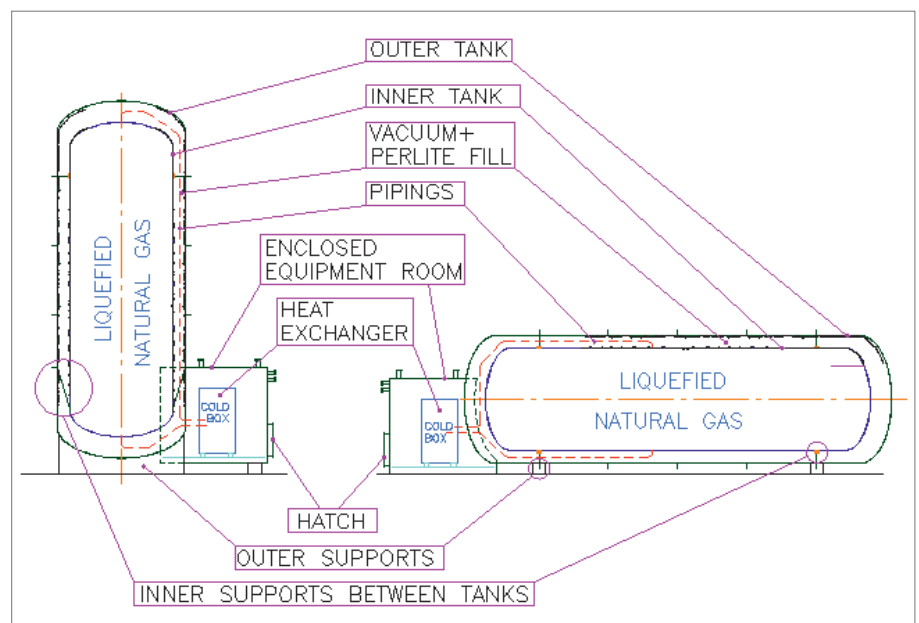 OUTER TANK
INNER TANK
VACUUM+
PERLITE FILL
PIPINGS
ENCLOSED
EQUIPMENT ROOM
HEAT
EXCHANGER
LIQUEFIED
NATURAL GAS
COLD
BOX
LIQUEFIED
NATURAL GAS
COLD
BOX
HATCH
OUTER SUPPORTS
INNER SUPPORTS BETWEEN TANKS